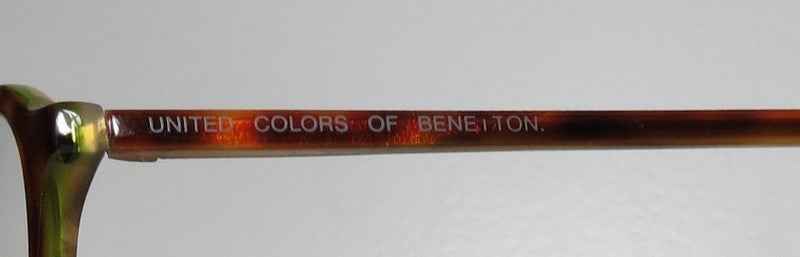 UNITED COLORS OF BENETTON.